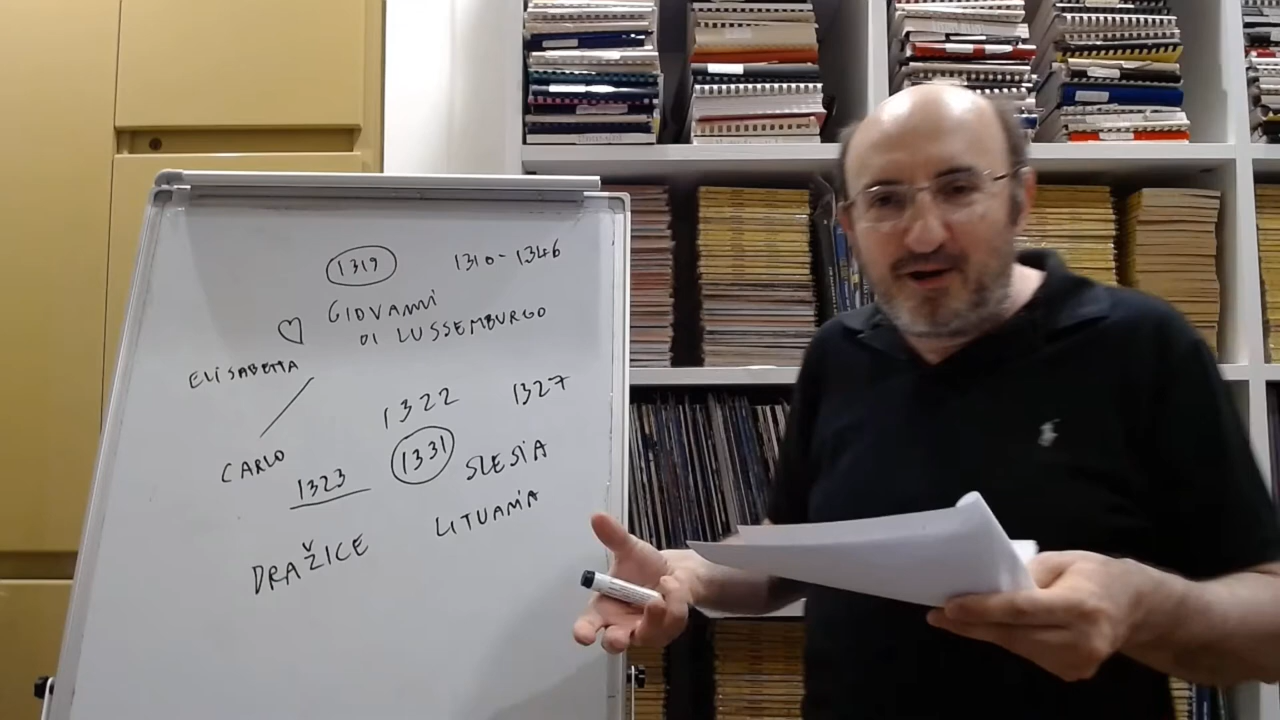 1319
1310-1346
GIOVANNI
DI LUSSEMBURGO
ELISABETTA
1322
1327
CARLO
1323
1331
SLESIA
LITUANIA
DRAŽICE